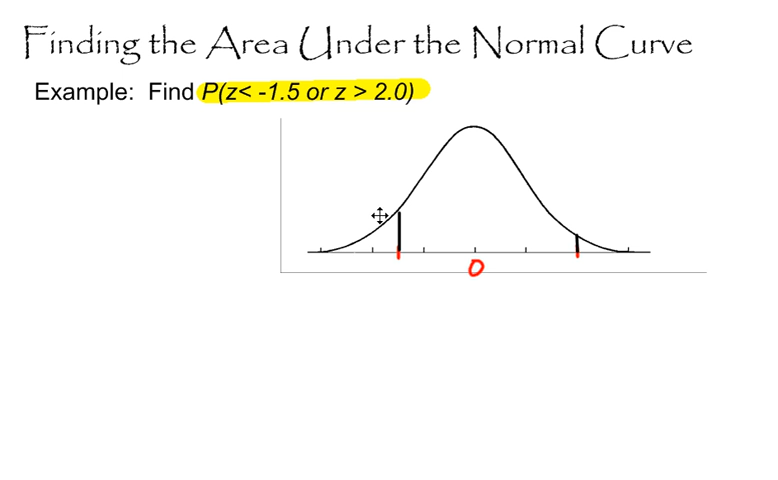 Finding the Area Under the Normal Curve
Example: Find P(z< -1.5 or z > 2.0)
0